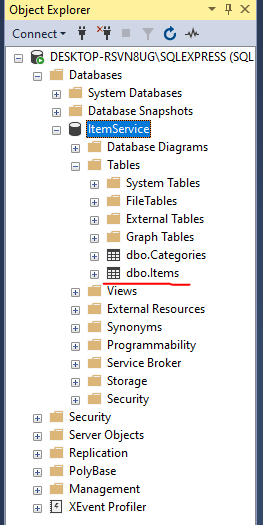 Object Explorer
Connect
DESKTOP-RSVN8UG\SQLEXPRESS (SQL
Databases
System Databases
Database Snapshots
ItemService
Database Diagrams
Tables
System Tables
FileTables
External Tables
Graph Tables
dbo.Categories
dbo.Items
Views
External Resources
Synonyms
Programmability
Service Broker
Storage
Security
Security
Server Objects
Replication
PolyBase
Management
XEvent Profiler